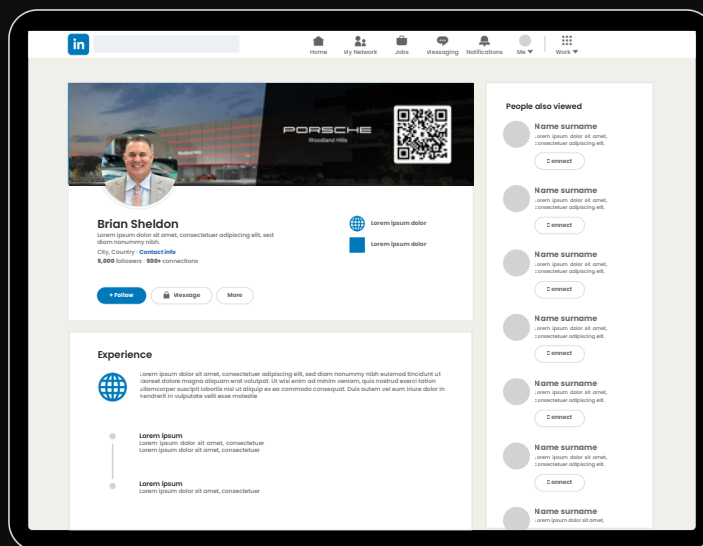 in
Home
My Network
Jobs
Messaging
Notifications
Me
Work
PORSCHE
Woodland Hills
Brian Sheldon
Lorem ipsum dolor sit amet, consectetuer adipiscing elit, sed
diam nonummy nibh.
City, Country · Contact info
5,000 followers · 500+ connections
Lorem ipsum dolor
Lorem ipsum dolor
+ Follow
Message
More
Experience
Lorem ipsum dolor sit amet, consectetuer adipiscing elit, sed diam nonummy nibh euismod tincidunt ut
laoreet dolore magna aliquam erat volutpat. Ut wisi enim ad minim veniam, quis nostrud exerci tation
ullamcorper suscipit lobortis nisl ut aliquip ex ea commodo consequat. Duis autem vel eum iriure dolor in
hendrerit in vulputate velit esse molestie
Lorem ipsum
Lorem ipsum dolor sit amet, consectetuer
Lorem ipsum dolor sit amet, consectetuer
Lorem ipsum
Lorem ipsum dolor sit amet, consectetuer
People also viewed
Name surname
Lorem ipsum dolor sit amet,
consectetuer adipiscing elit.
Connect
Name surname
Lorem ipsum dolor sit amet,
consectetuer adipiscing elit.
Connect
Name surname
Lorem ipsum dolor sit amet,
consectetuer adipiscing elit.
Connect
Name surname
Lorem ipsum dolor sit amet,
consectetuer adipiscing elit.
Connect
Name surname
Lorem ipsum dolor sit amet,
consectetuer adipiscing elit.
Connect
Name surname
Lorem ipsum dolor sit amet,
consectetuer adipiscing elit.
Connect
Name surname
Lorem ipsum dolor sit amet,